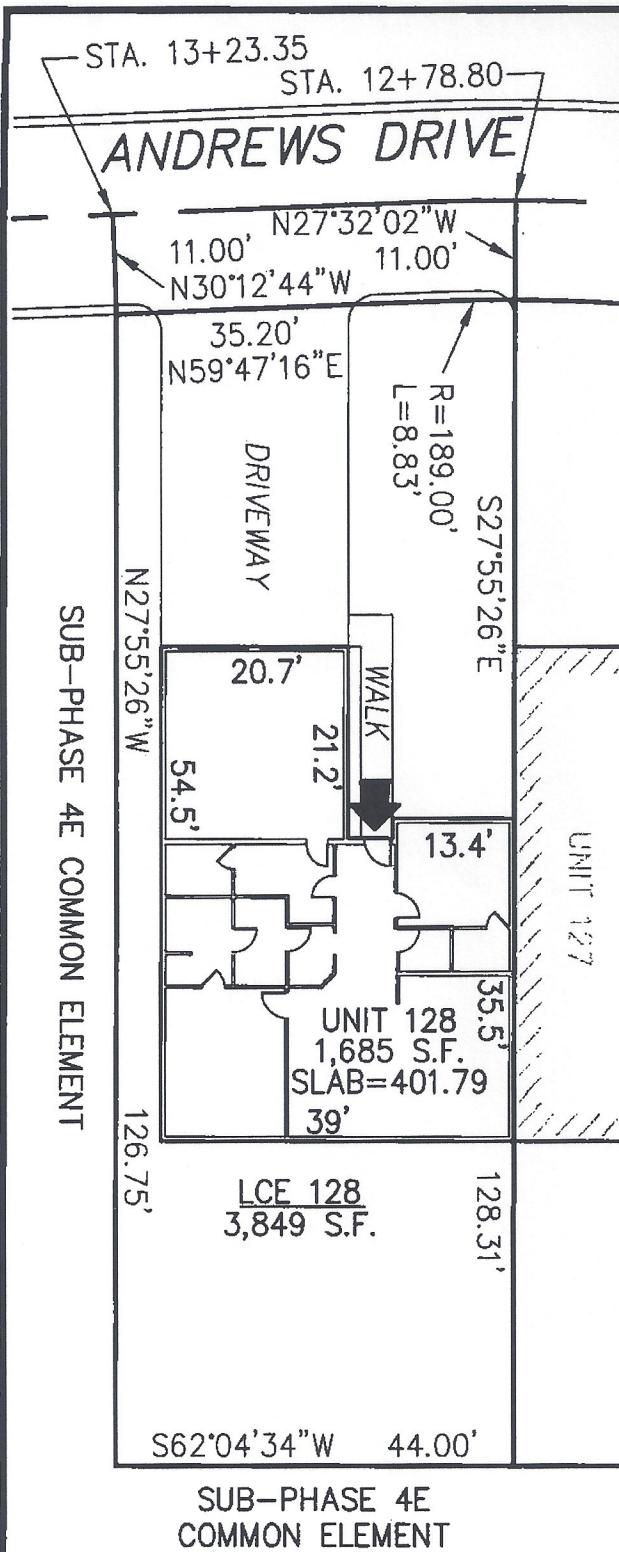 STA. 13+23.35
STA. 12+78.80
ANDREWS DRIVE
N27°32'02"W
11.00'
11.00'
N30°12'44"W
35.20'
N59°47'16"E
R=189.00'
L=8.83'
DRIVEWAY
S27°55'26"E
N27°55'26"W
SUB-PHASE 4E COMMON ELEMENT
20.7'
WALK
21.2'
54.5'
13.4'
UNIT 127
35.5'
UNIT 128
1,685 S.F.
SLAB=401.79
39'
126.75'
LCE 128
3,849 S.F.
128.31'
S62°04'34"W 44.00'
SUB-PHASE 4E
COMMON ELEMENT